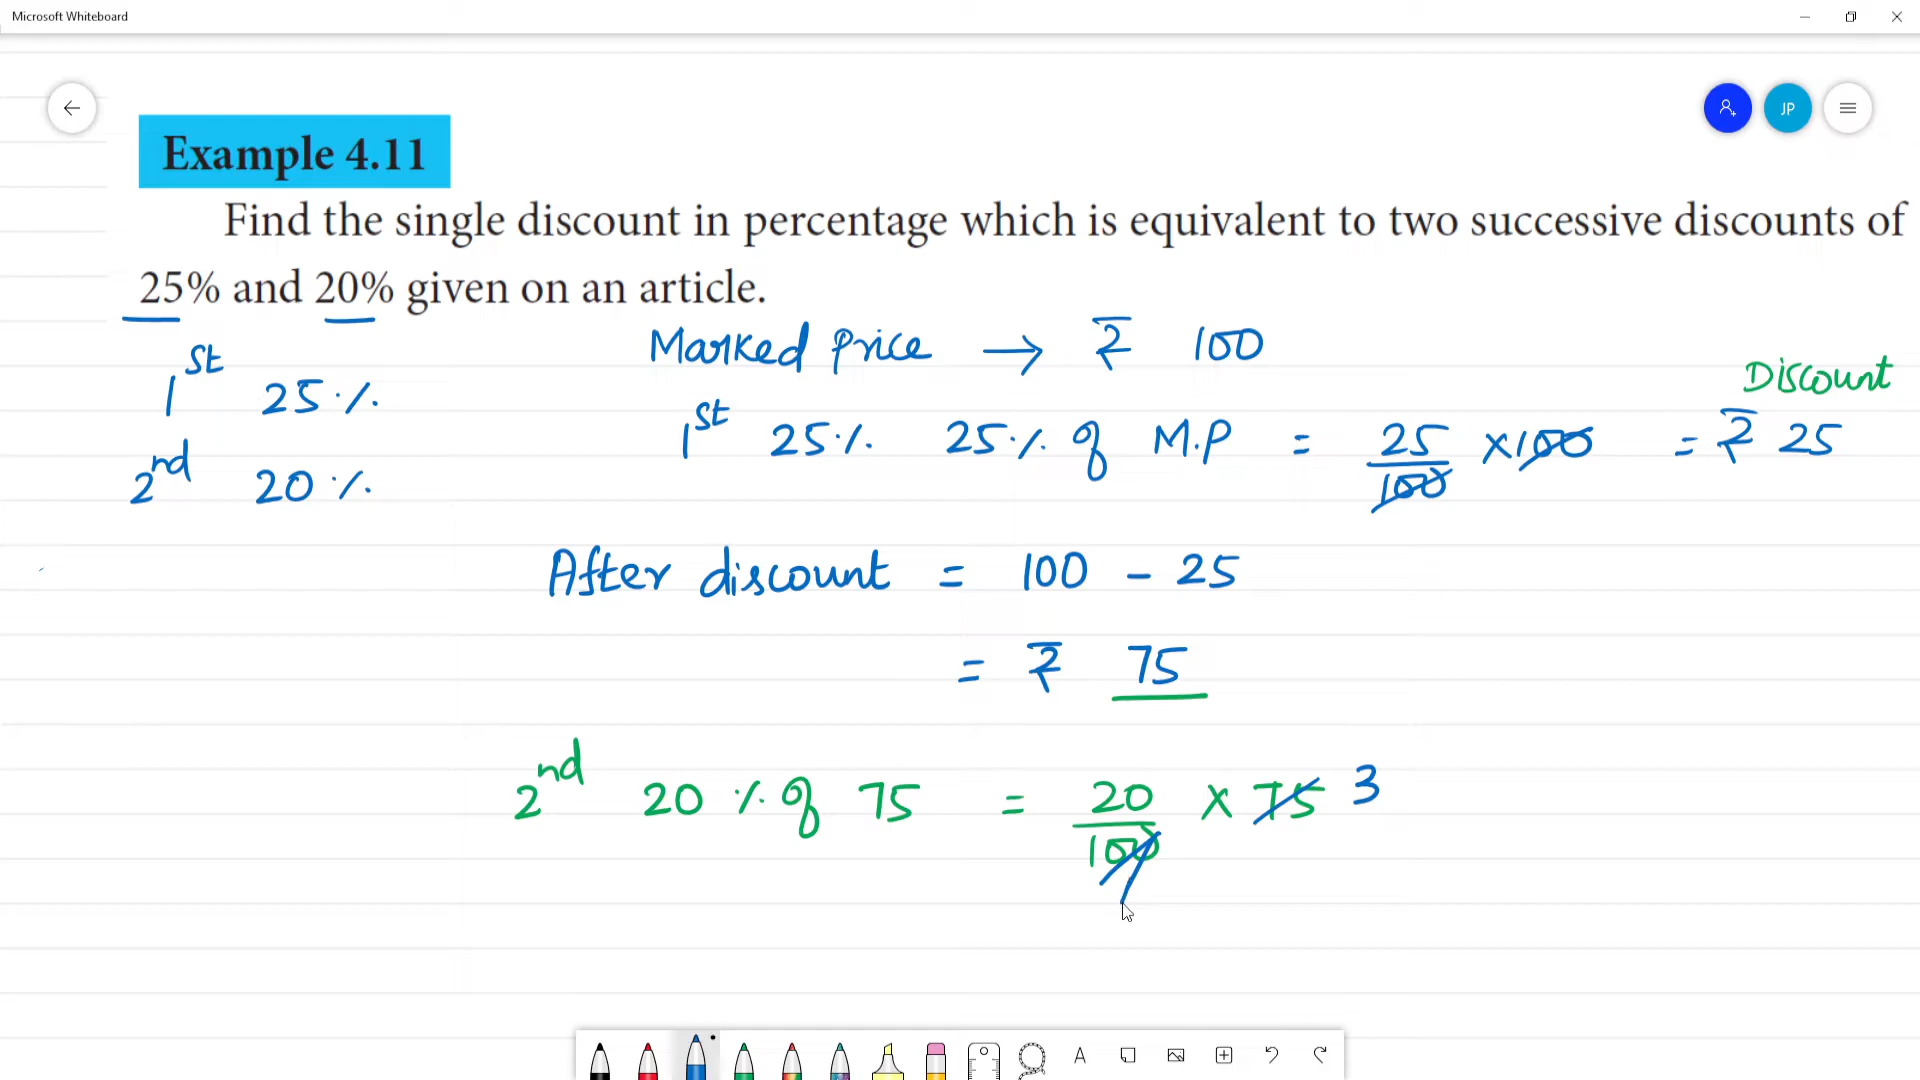 Microsoft Whiteboard
JP
Example 4.11
Find the single discount in percentage which is equivalent to two successive discounts of
25% and 20% given on an article.
Marked Price → ₹ 100
Discount
1st 25%
1st 25% 25% of M.P = 25/100 × 100 = ₹ 25
2nd 20%
After discount = 100 - 25
= ₹ 75
2nd 20% of 75 = 20/100 × 75 3
A